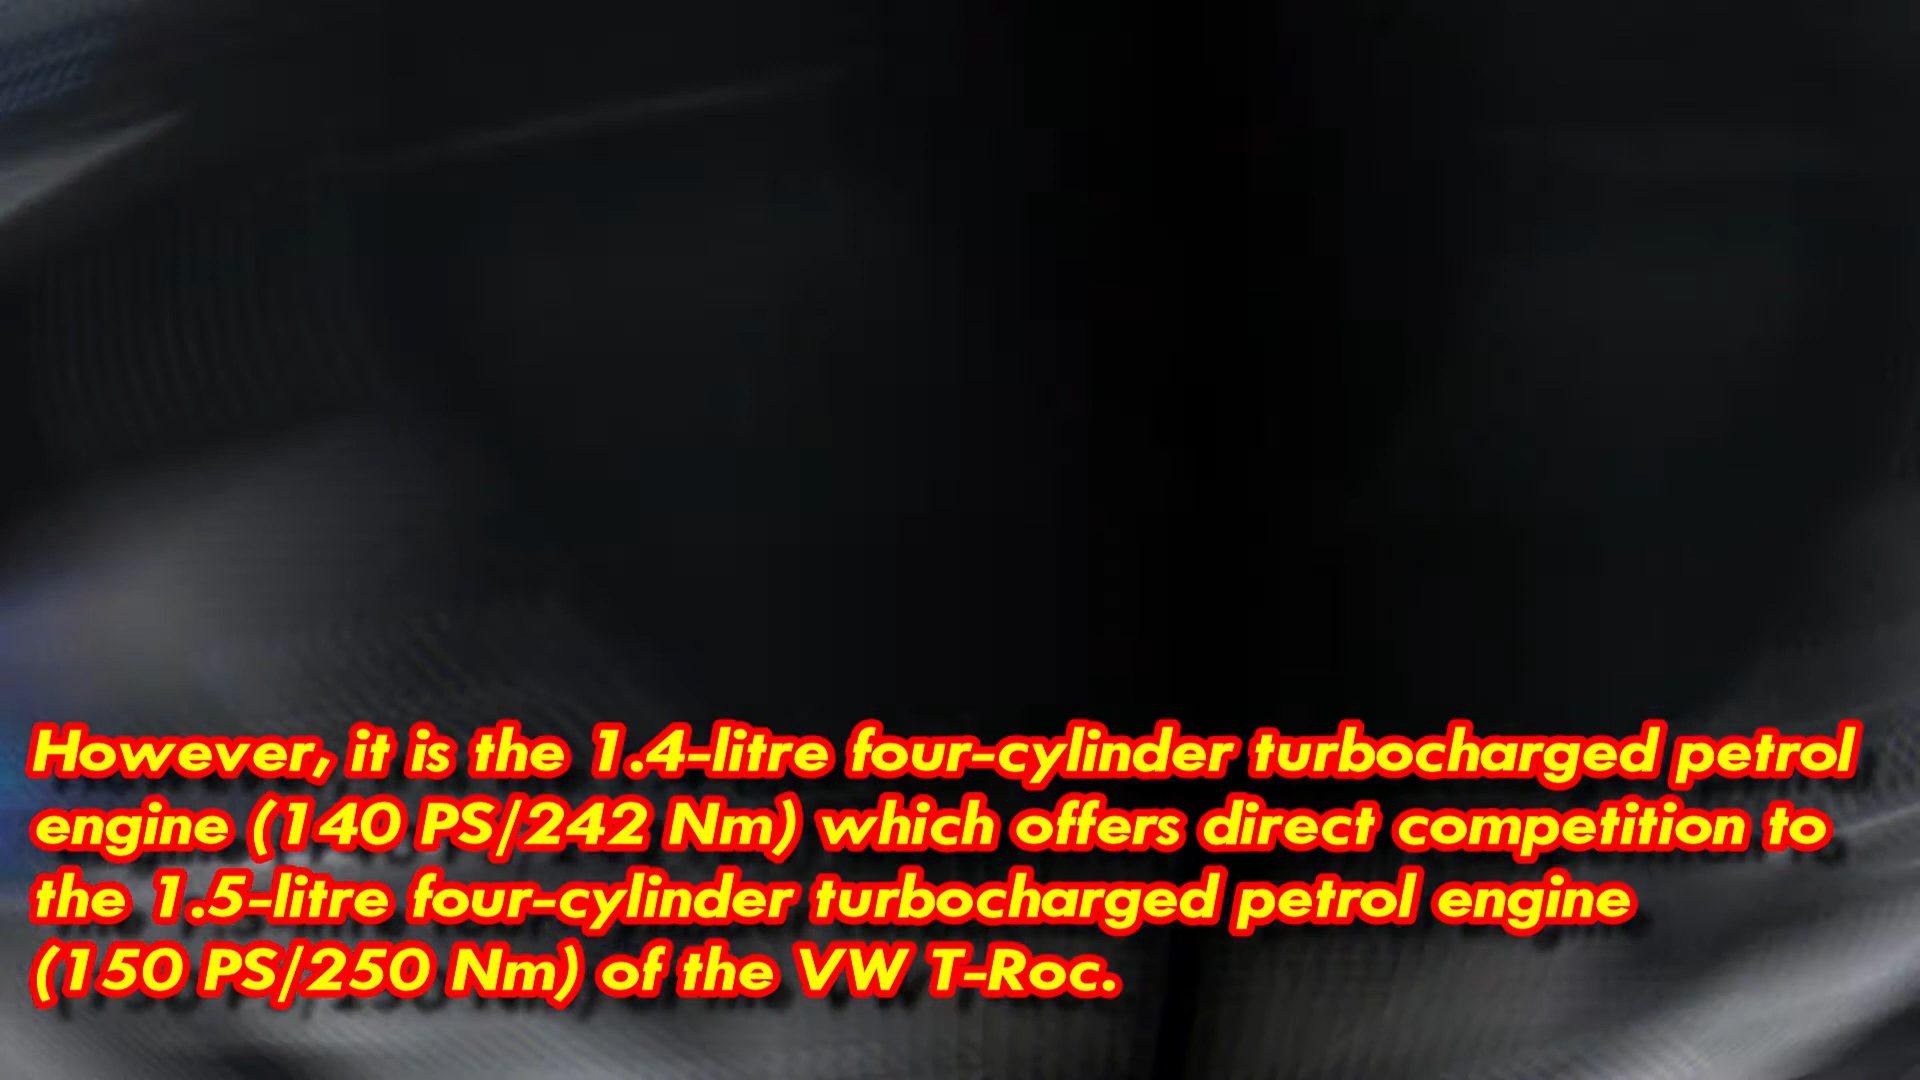 However, it is the 1.4-litre four-cylinder turbocharged petrol
engine (140 PS/242 Nm) which offers direct competition to
the 1.5-litre four-cylinder turbocharged petrol engine
(150 PS/250 Nm) of the VW T-Roc.